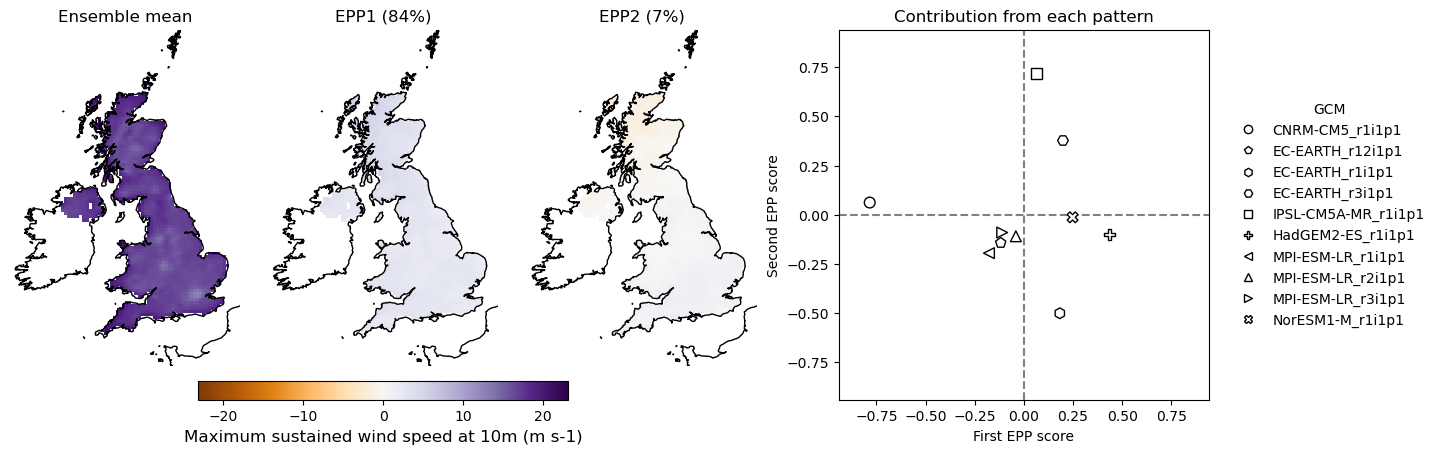 Ensemble mean
EPP1 (84%)
EPP2 (7%)
Contribution from each pattern
0.75
0.50
0.25
0.00
−0.25
−0.50
−0.75
Second EPP score
−0.75
−0.50
−0.25
0.00
0.25
0.50
0.75
First EPP score
GCM
CNRM-CM5_r1i1p1
EC-EARTH_r12i1p1
EC-EARTH_r1i1p1
EC-EARTH_r3i1p1
IPSL-CM5A-MR_r1i1p1
HadGEM2-ES_r1i1p1
MPI-ESM-LR_r1i1p1
MPI-ESM-LR_r2i1p1
MPI-ESM-LR_r3i1p1
NorESM1-M_r1i1p1
−20
−10
0
10
20
Maximum sustained wind speed at 10m (m s-1)